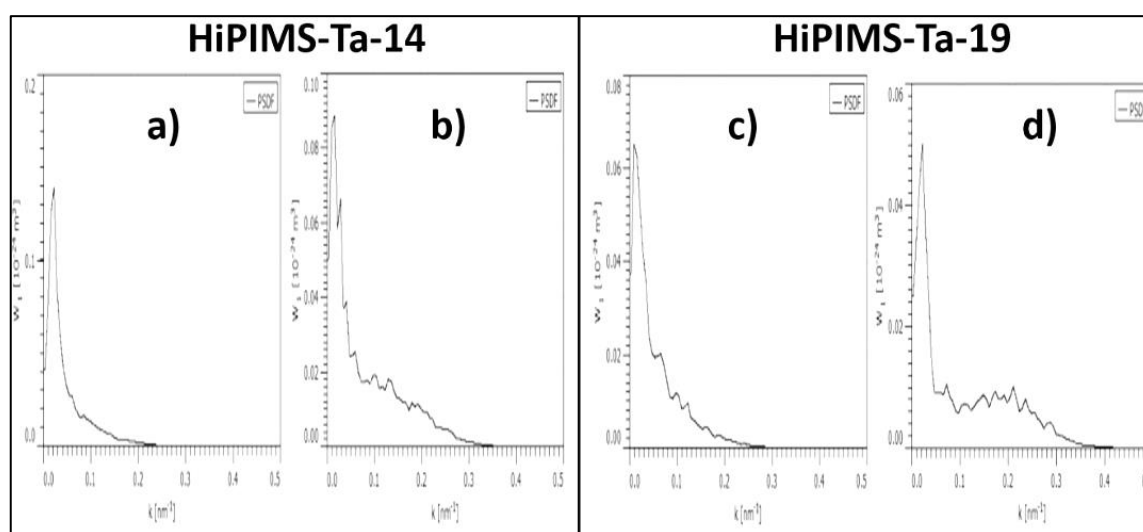 HiPIMS-Ta-14
HiPIMS-Ta-19
a)
PSDF
0.2
0.1
0.0
W₁ [10⁻²⁴ m³]
0.0 0.1 0.2 0.3 0.4 0.5
k [nm⁻¹]
b)
PSDF
0.10
0.08
0.06
0.04
0.02
0.00
W₁ [10⁻²⁴ m³]
0.0 0.1 0.2 0.3 0.4 0.5
k [nm⁻¹]
c)
PSDF
0.08
0.06
0.04
0.02
0.00
W₁ [10⁻²⁴ m³]
0.0 0.1 0.2 0.3 0.4 0.5
k [nm⁻¹]
d)
PSD
0.06
0.04
0.02
0.00
W₁ [10⁻²⁴ m³]
0.0 0.1 0.2 0.3 0.4
k [nm⁻¹]